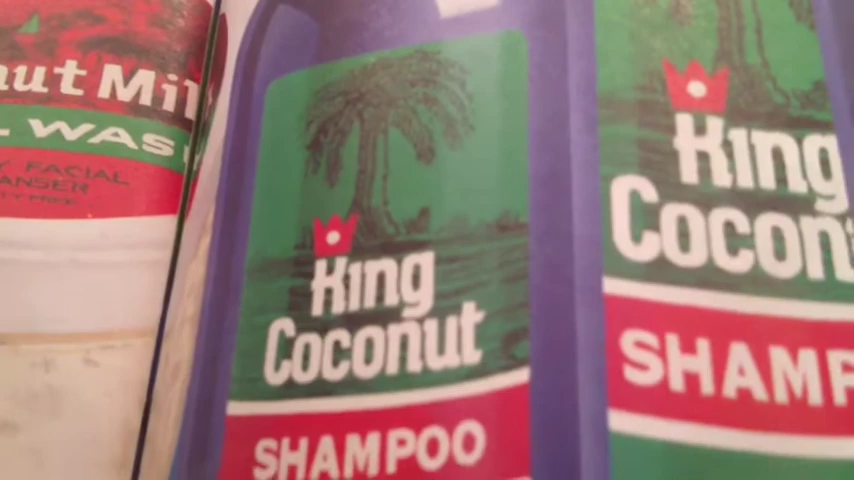 nut Mil
L WAS
Y FACIAL
ANSER
King
Coconut
SHAMPOO
King
Cocon
SHAMP